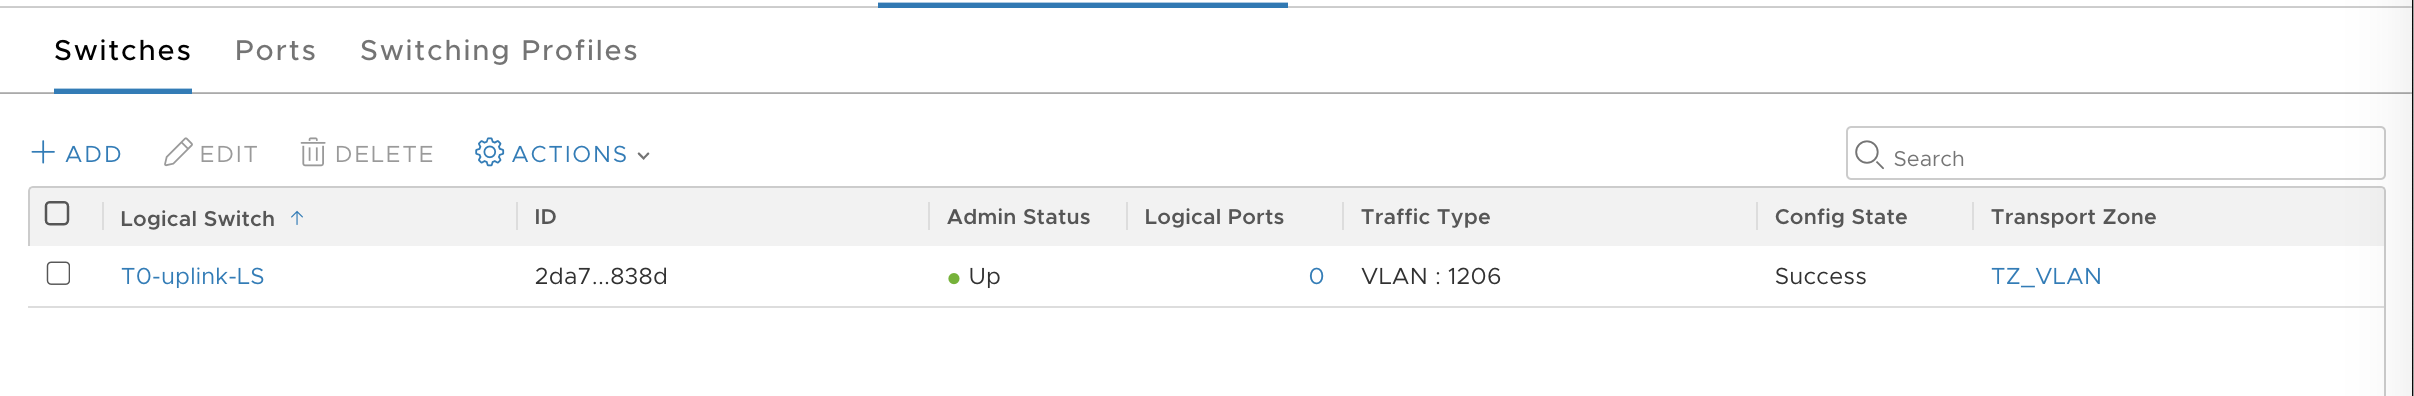 Switches Ports Switching Profiles
ADD EDIT DELETE ACTIONS Search
Logical Switch ID Admin Status Logical Ports Traffic Type Config State Transport Zone
T0-uplink-LS 2da7...838d Up 0 VLAN : 1206 Success TZ_VLAN